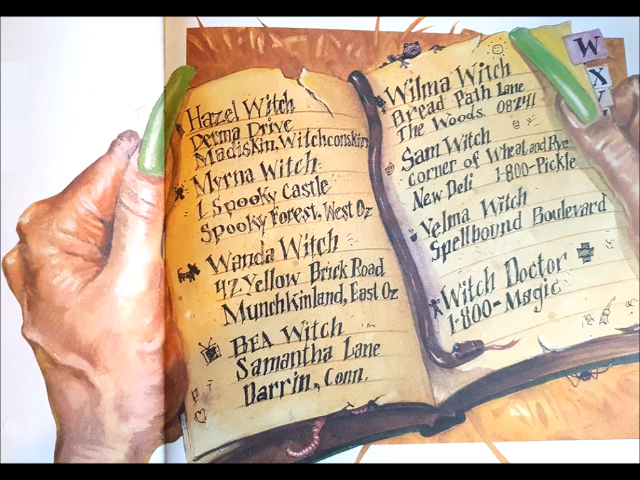 Hazel Witch
Derma Drive
Madiskin, Witchconskin
Myrna Witch
1 Spooky Castle
Spooky Forest, West Oz
Wanda Witch
42 Yellow Brick Road
Munchkinland, East Oz
BEA Witch
Samantha Lane
Darrin, Conn.
Wilma Witch
Bread Path Lane
The Woods 08241
Sam Witch
Corner of Wheat and Rye
New Deli 1-800-Pickle
Velma Witch
Spellbound Boulevard
Witch Doctor
1-800-Magic
W
X